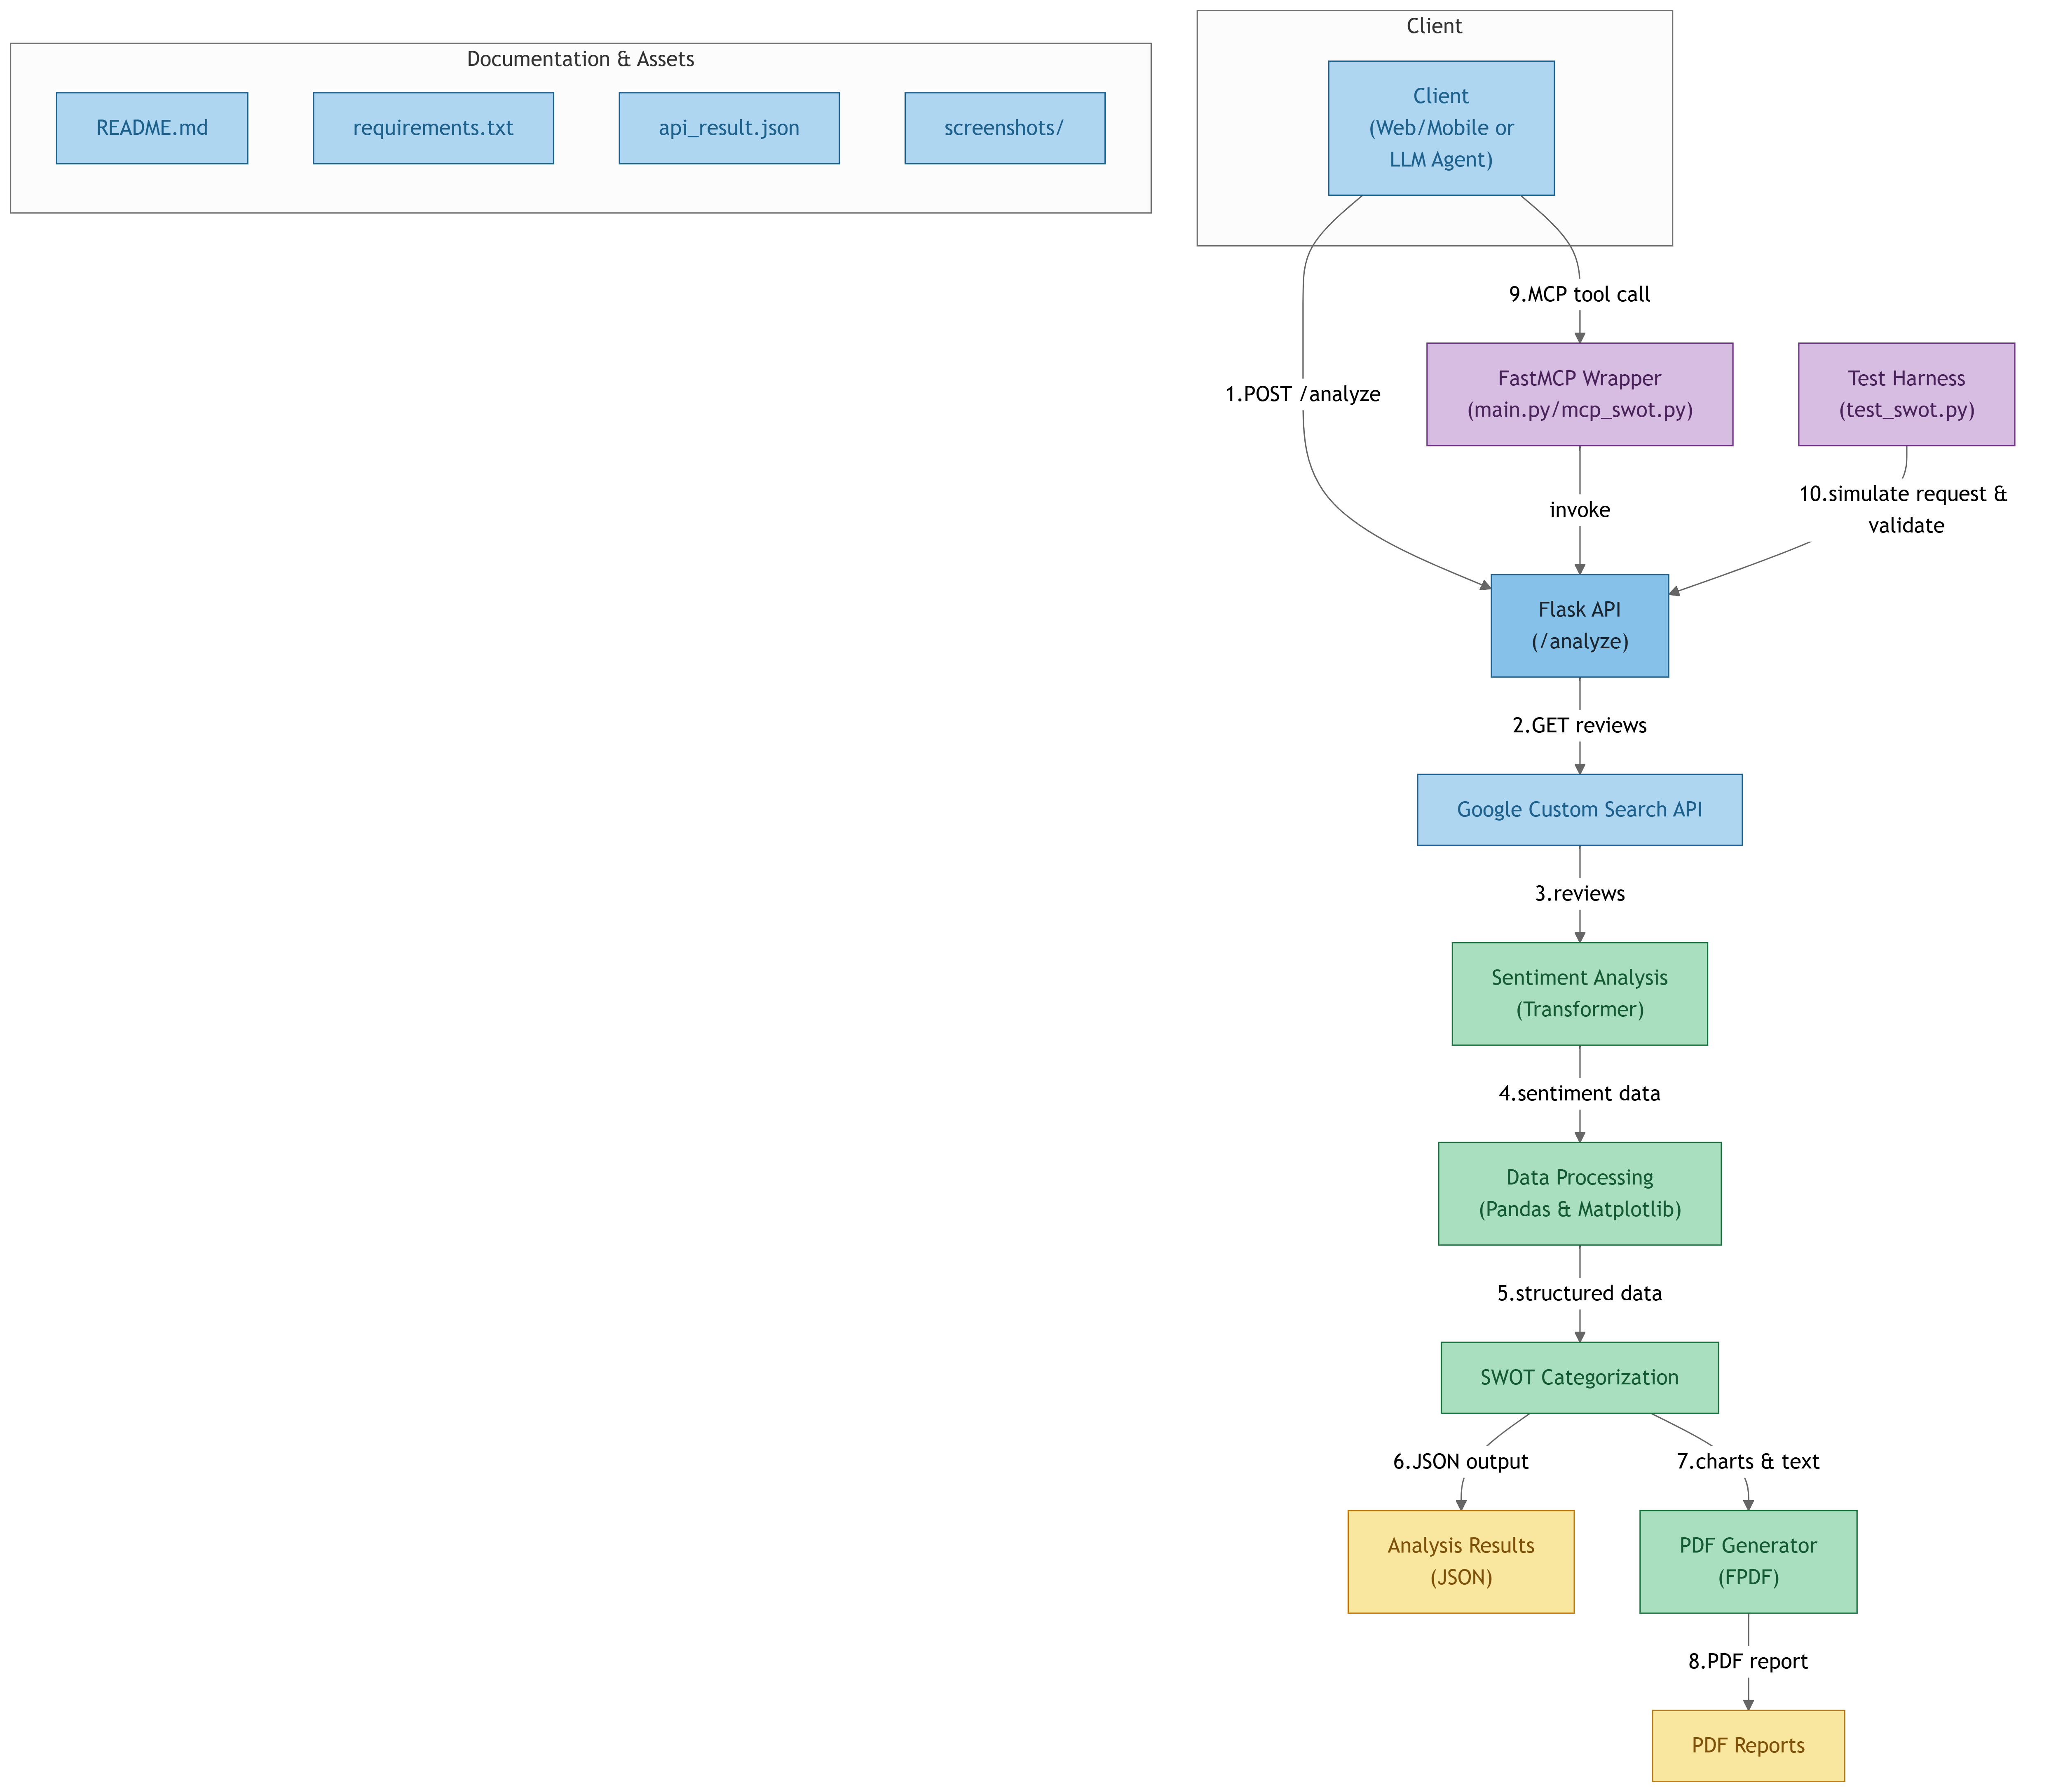 Documentation & Assets
README.md
requirements.txt
api_result.json
screenshots/
Client
Client
(Web/Mobile or
LLM Agent)
9.MCP tool call
1.POST /analyze
FastMCP Wrapper
(main.py/mcp_swot.py)
Test Harness
(test_swot.py)
invoke
10.simulate request &
validate
Flask API
(/analyze)
2.GET reviews
Google Custom Search API
3.reviews
Sentiment Analysis
(Transformer)
4.sentiment data
Data Processing
(Pandas & Matplotlib)
5.structured data
SWOT Categorization
6.JSON output
7.charts & text
Analysis Results
(JSON)
PDF Generator
(FPDF)
8.PDF report
PDF Reports